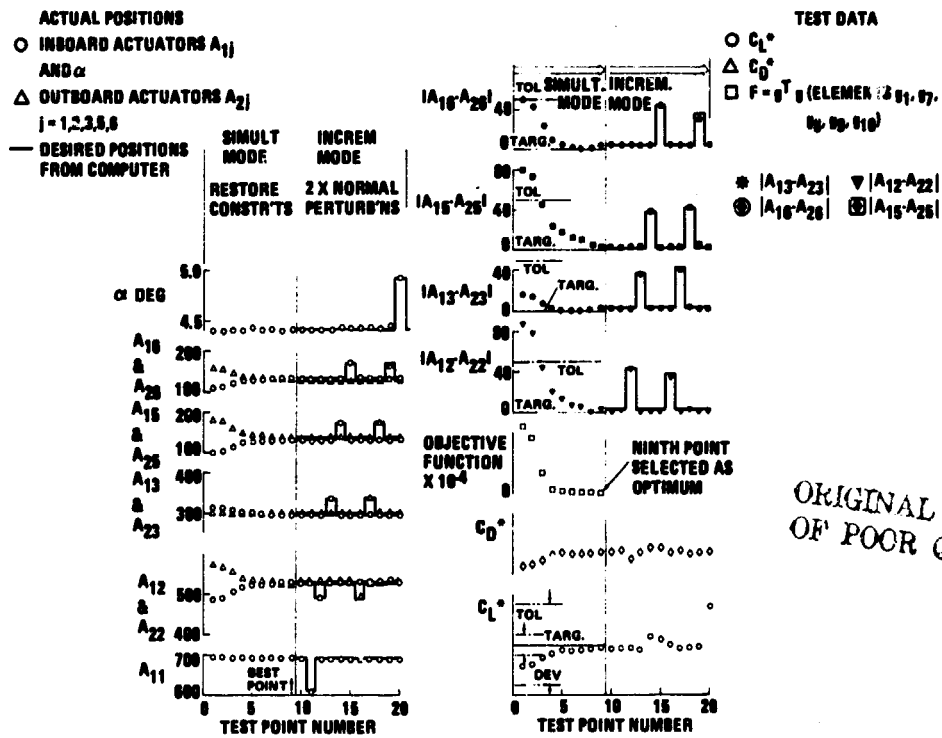 ACTUAL POSITIONS
○ INBOARD ACTUATORS A1j
AND α
△ OUTBOARD ACTUATORS A2j
j = 1,2,3,5,6
— DESIRED POSITIONS
FROM COMPUTER
SIMULT
MODE
INCREM
MODE
RESTORE
CONSTR'TS
2 X NORMAL
PERTURB'NS
α DEG
5.0
4.5
A16
&
A26
200
100
A15
&
A25
200
100
A13
&
A23
400
300
A12
&
A22
500
400
A11
700
600
BEST
POINT
0 5 10 15 20
TEST POINT NUMBER
TEST DATA
○ CL*
△ CD*
□ F = gT g (ELEMEN
SIMULT.
MODE
INCREM.
MODE
|A16-A26|
TOL
40
0
TARG.
|A15-A25|
80
40
0
TOL
TARG.
|A13-A23|
40
0
TOL
TARG.
|A12-A22|
80
40
0
TOL
TARG.
OBJECTIVE
FUNCTION
X 10-4
0
NINTH POINT
SELECTED AS
OPTIMUM
CD*
CL*
TOL
TARG.
DEV
0 5 10 15 20
TEST POINT NUMBER
|A13-A23| ▼ |A12-A22|
|A16-A26| |A15-A25|
ORIGINAL
OF POOR